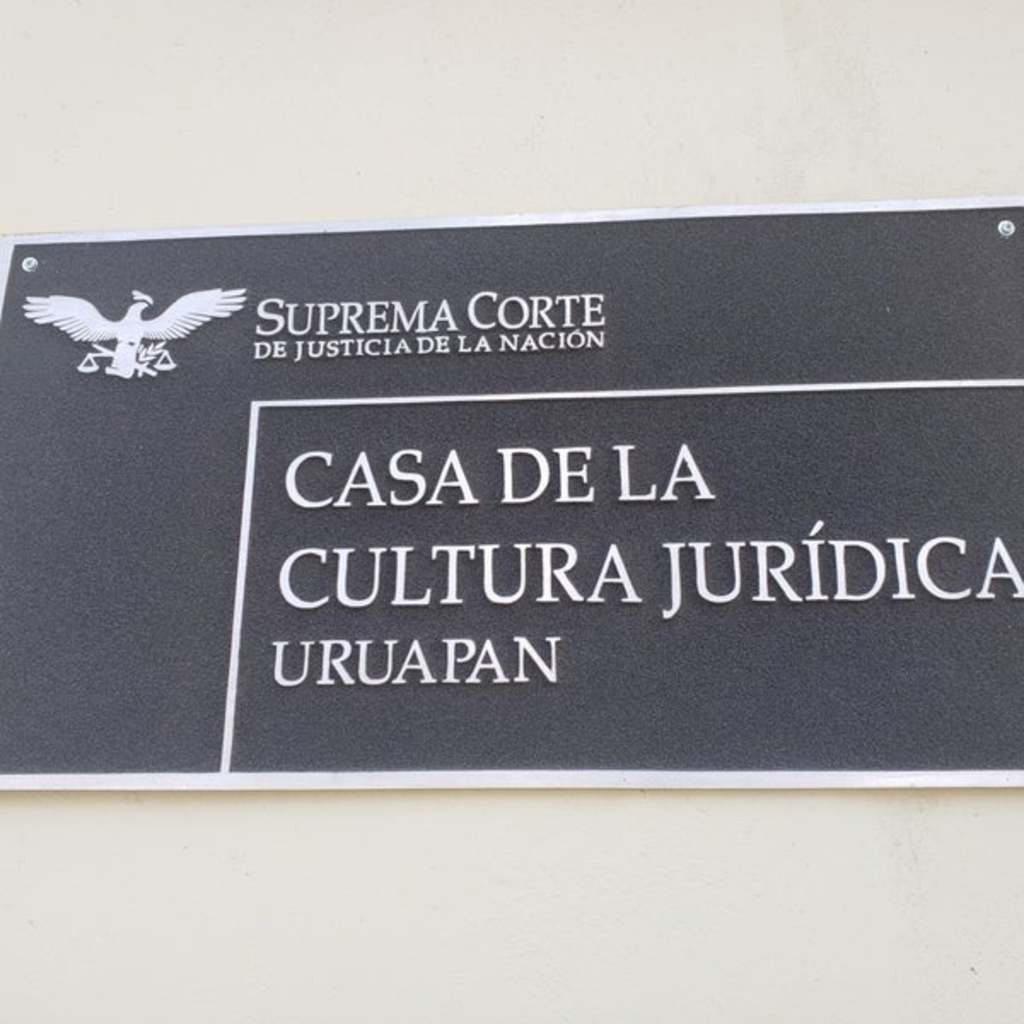 SUPREMA CORTE
DE JUSTICIA DE LA NACIÓN
CASA DE LA
CULTURA JURÍDICA
URUAPAN